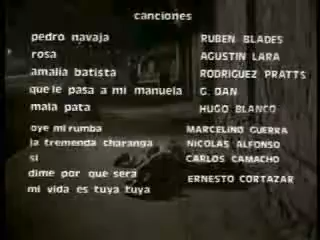 canciones
pedro navaja RUBEN BLADES
rosa AGUSTIN LARA
amalia batista RODRIGUEZ PRATTS
que le pasa a mi manuela G. DAN
mala pata HUGO BLANCO
oye mi rumba MARCELINO GUERRA
la tremenda charanga NICOLAS ALFONSO
si CARLOS CAMACHO
dime por que sera ERNESTO CORTAZAR
mi vida es tuya tuya